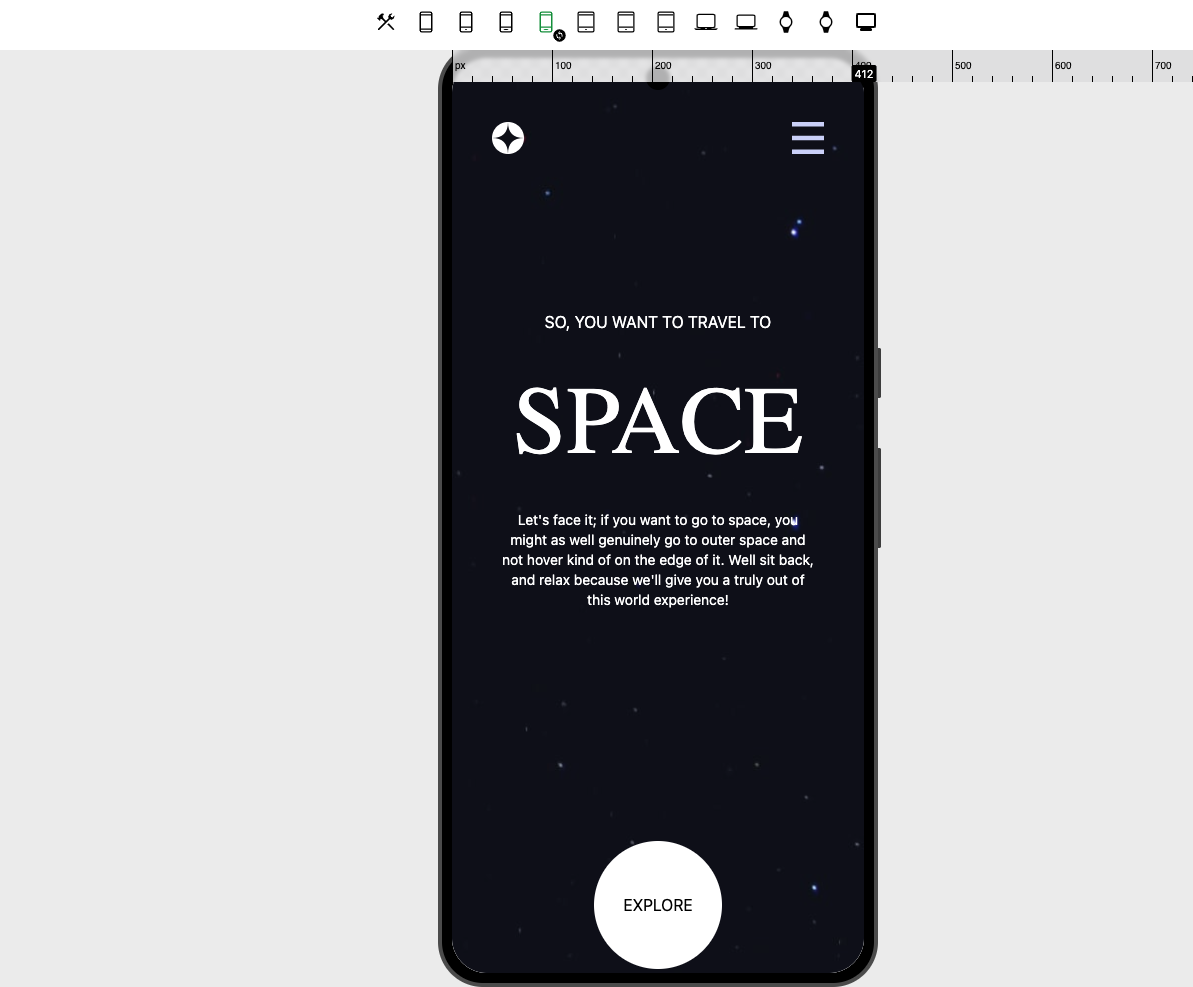 px 100 200 300 400 500 600 700
412
SO, YOU WANT TO TRAVEL TO
SPACE
Let's face it; if you want to go to space, you
might as well genuinely go to outer space and
not hover kind of on the edge of it. Well sit back,
and relax because we'll give you a truly out of
this world experience!
EXPLORE